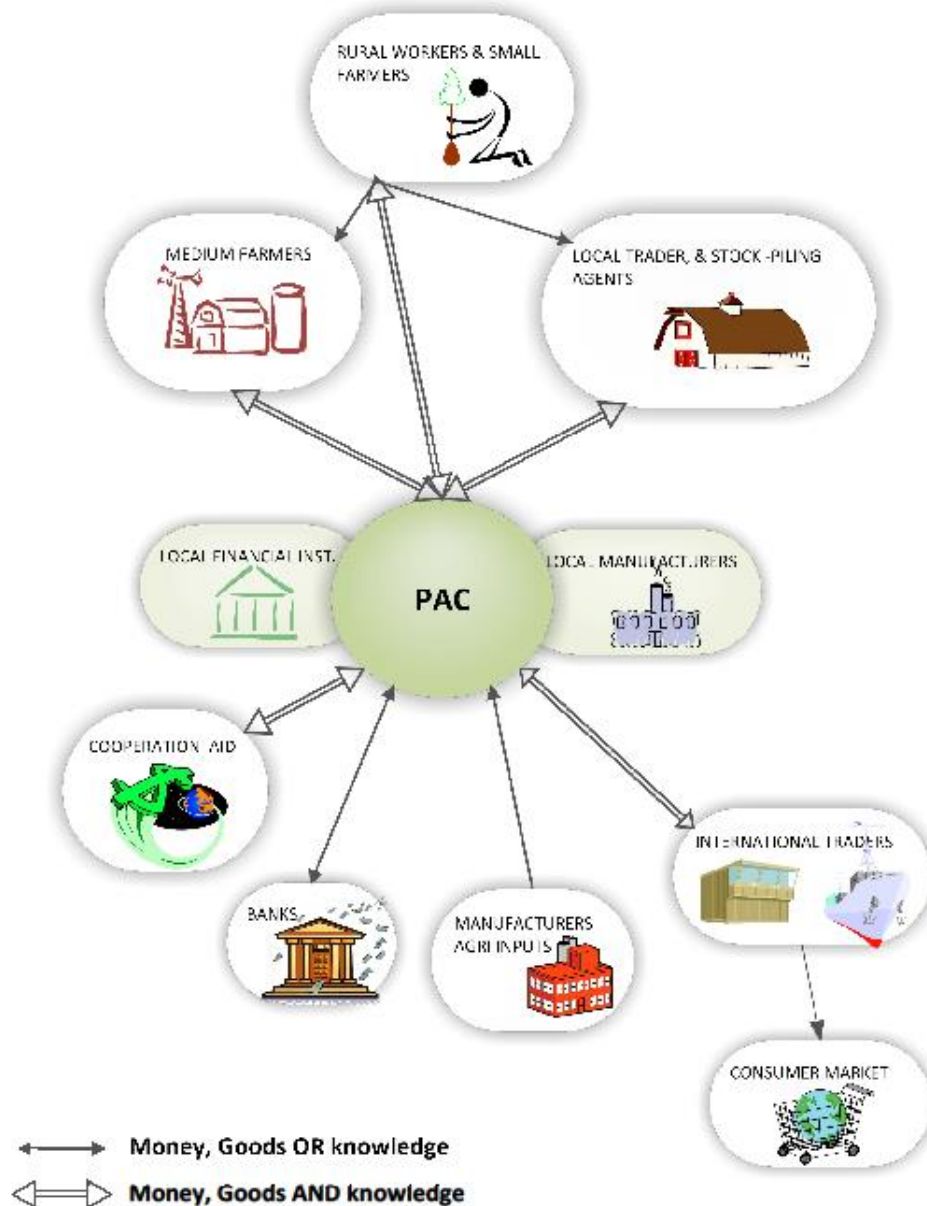 RURAL WORKERS & SMALL
FARMERS
MEDIUM FARMERS
LOCAL TRADER, & STOCK -PILING
AGENTS
LOCAL FINANCIAL INST.
PAC
LOCAL MANUFACTURERS
COOPERATION AID
INTERNATIONAL TRADERS
BANKS
MANUFACTURERS
AGRI INPUTS
CONSUMER MARKET
Money, Goods OR knowledge
Money, Goods AND knowledge